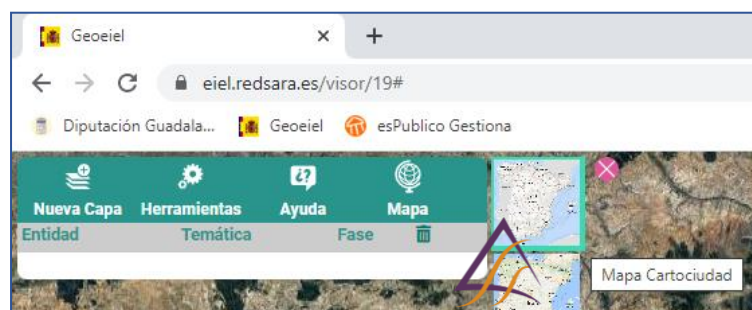 Geoeiel
eiel.redsara.es/visor/19#
Diputación Guadala... Geoeiel esPublico Gestiona
Nueva Capa Herramientas Ayuda Mapa
Entidad Temática Fase
Mapa Cartociudad